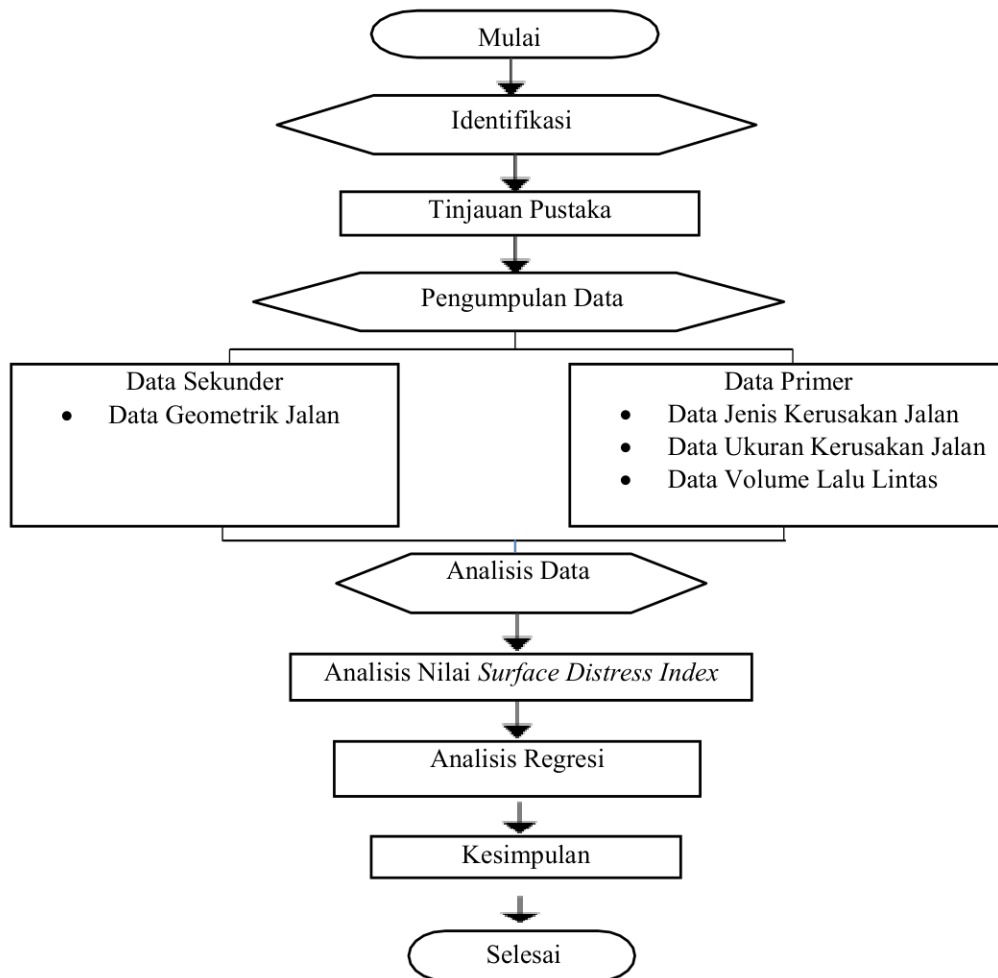 Mulai
Identifikasi
Tinjauan Pustaka
Pengumpulan Data
Data Sekunder
• Data Geometrik Jalan
Data Primer
• Data Jenis Kerusakan Jalan
• Data Ukuran Kerusakan Jalan
• Data Volume Lalu Lintas
Analisis Data
Analisis Nilai Surface Distress Index
Analisis Regresi
Kesimpulan
Selesai